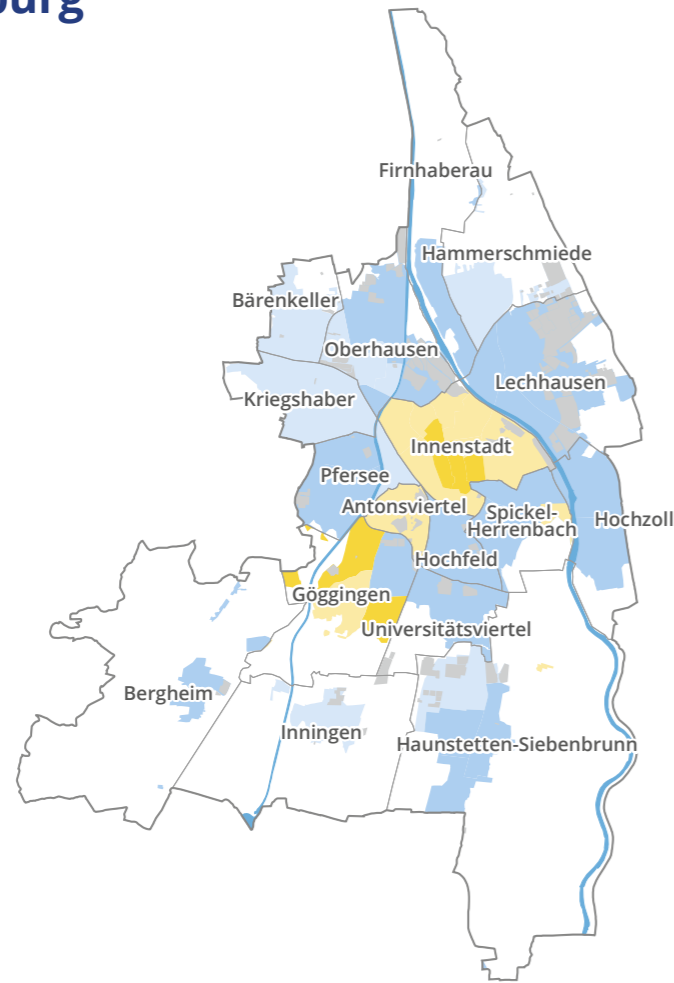 burg
Firnhaberau
Hammerschmiede
Bärenkeller
Oberhausen
Lechhausen
Kriegshaber
Innenstadt
Pfersee
Antonsviertel
Spickel-
Herrenbach
Hochzoll
Hochfeld
Göggingen
Universitätsviertel
Bergheim
Inningen
Haunstetten-Siebenbrunn